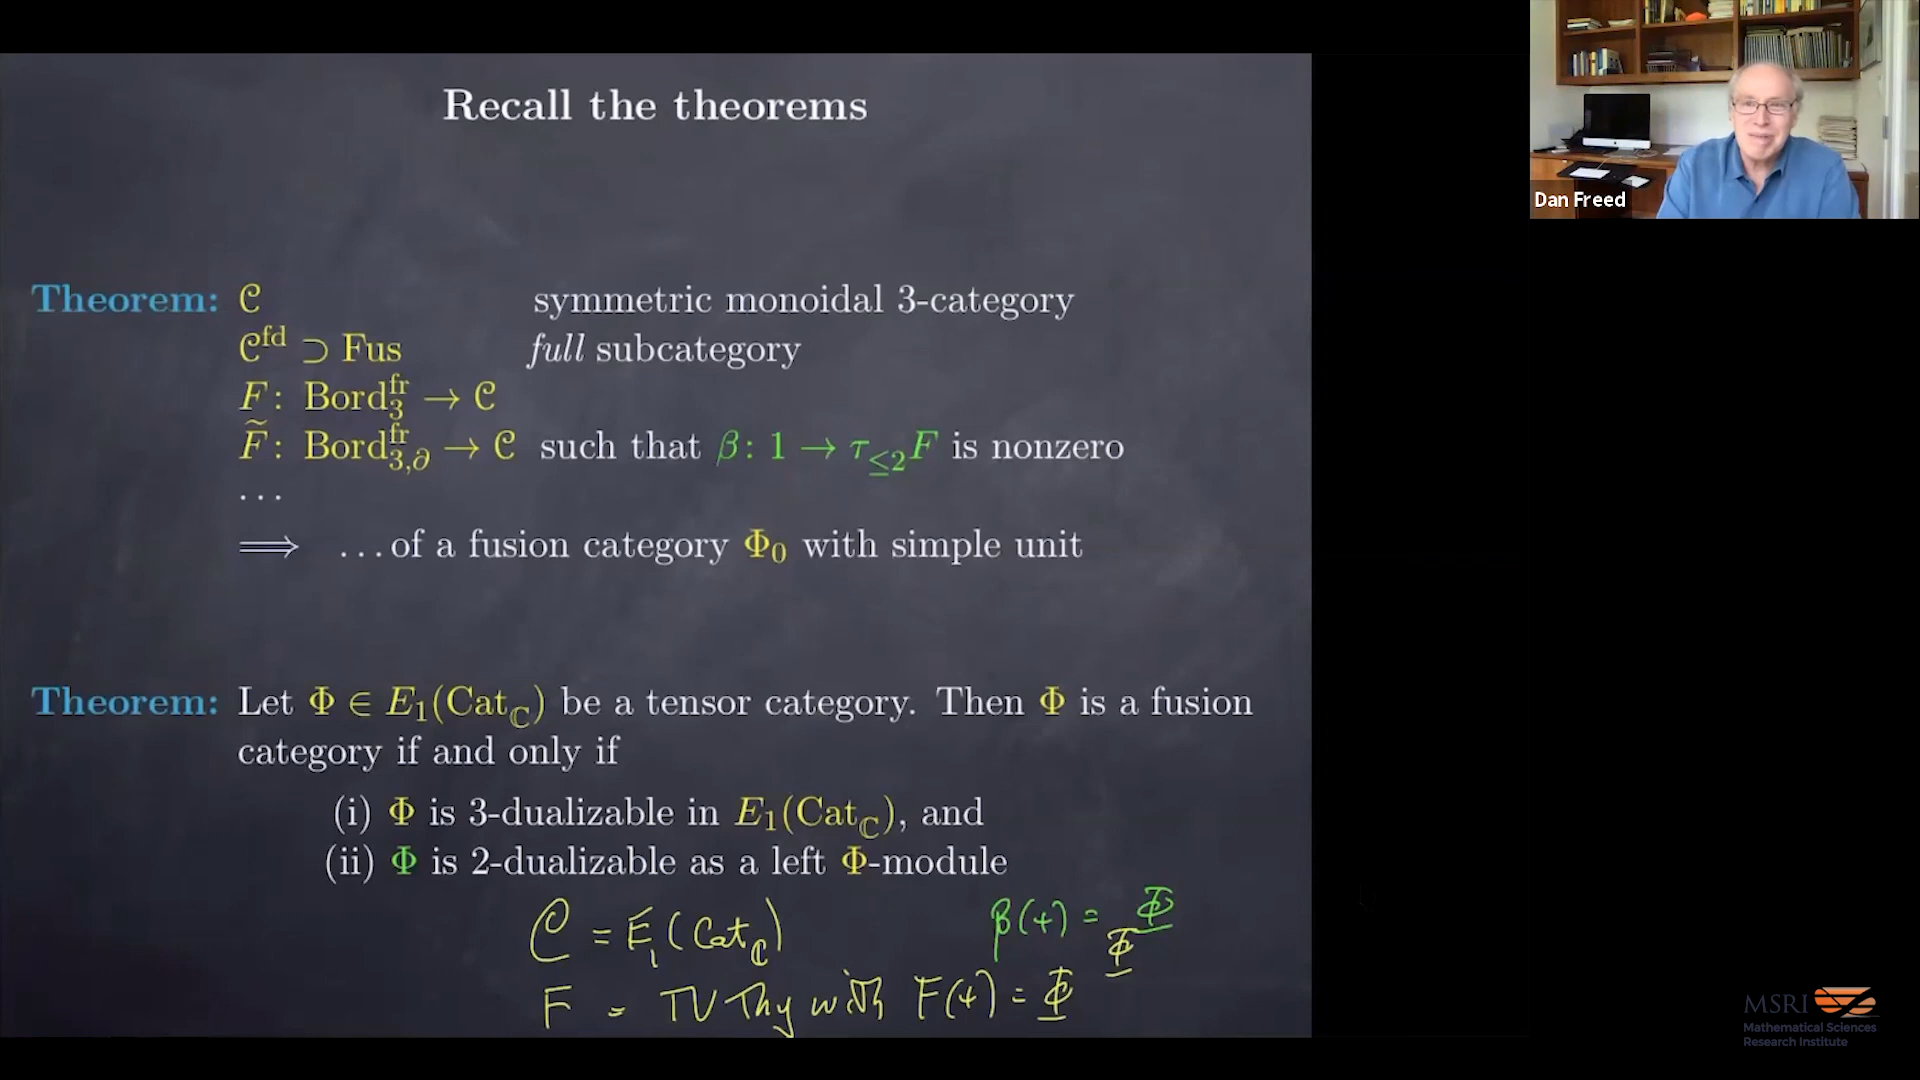 Recall the theorems
Theorem: 𝒞 symmetric monoidal 3-category
𝒞^fd ⊃ Fus full subcategory
F: Bord_3^fr → 𝒞
F̃: Bord_{3,∂}^fr → 𝒞 such that β: 1 → τ_{≤2}F is nonzero
...
⟹ ...of a fusion category Φ_0 with simple unit
Theorem: Let Φ ∈ E_1(Cat_ℂ) be a tensor category. Then Φ is a fusion
category if and only if
(i) Φ is 3-dualizable in E_1(Cat_ℂ), and
(ii) Φ is 2-dualizable as a left Φ-module
𝒞 = E_1(Cat_ℂ) β(+) = _Φ Φ
F = TV Thy with F(+) = Φ
Dan Freed
MSRI
Mathematical Sciences
Research Institute